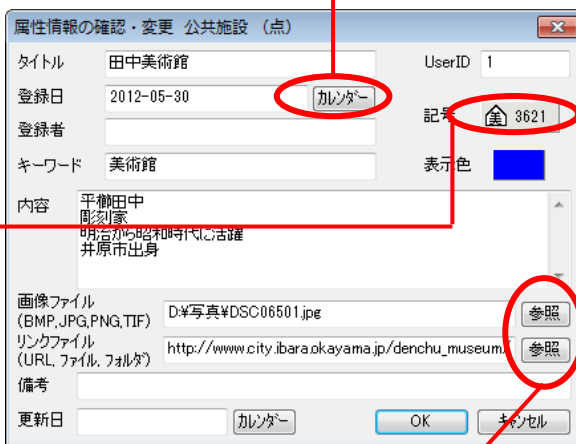 属性情報の確認・変更 公共施設 （点）
タイトル 田中美術館 UserID 1
登録日 2012-05-30 カレンダー
記号 3621
登録者
キーワード 美術館 表示色
内容 平櫛田中
彫刻家
明治から昭和時代に活躍
井原市出身
画像ファイル
(BMP,JPG,PNG,TIF) D:¥写真¥DSC06501.jpg 参照
リンクファイル
(URL, ファイル, フォルダ) http://www.city.ibara.okayama.jp/denchu_museum/ 参照
備考
更新日 カレンダー OK キャンセル